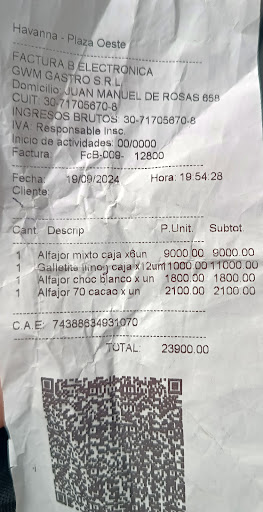 Havanna - Plaza Oeste
FACTURA B ELECTRONICA
GWM GASTRO S.R.L.
Domicilio: JUAN MANUEL DE ROSAS 658
CUIT: 30-71705670-8
INGRESOS BRUTOS: 30-71705670-8
IVA: Responsable Insc.
Inicio de actividades: 00/0000
Factura: FcB-009- 12800
Fecha: 19/09/2024 Hora: 19:54:28
Cliente:
Cant. Descrip P.Unit. Subtot.
1 Alfajor mixto caja x6un 9000.00 9000.00
1 Galletita limon caja x12un 11000.00 11000.00
1 Alfajor choc blanco x un 1800.00 1800.00
1 Alfajor 70 cacao x un 2100.00 2100.00
C.A.E.: 74388634931070
TOTAL: 23900.00